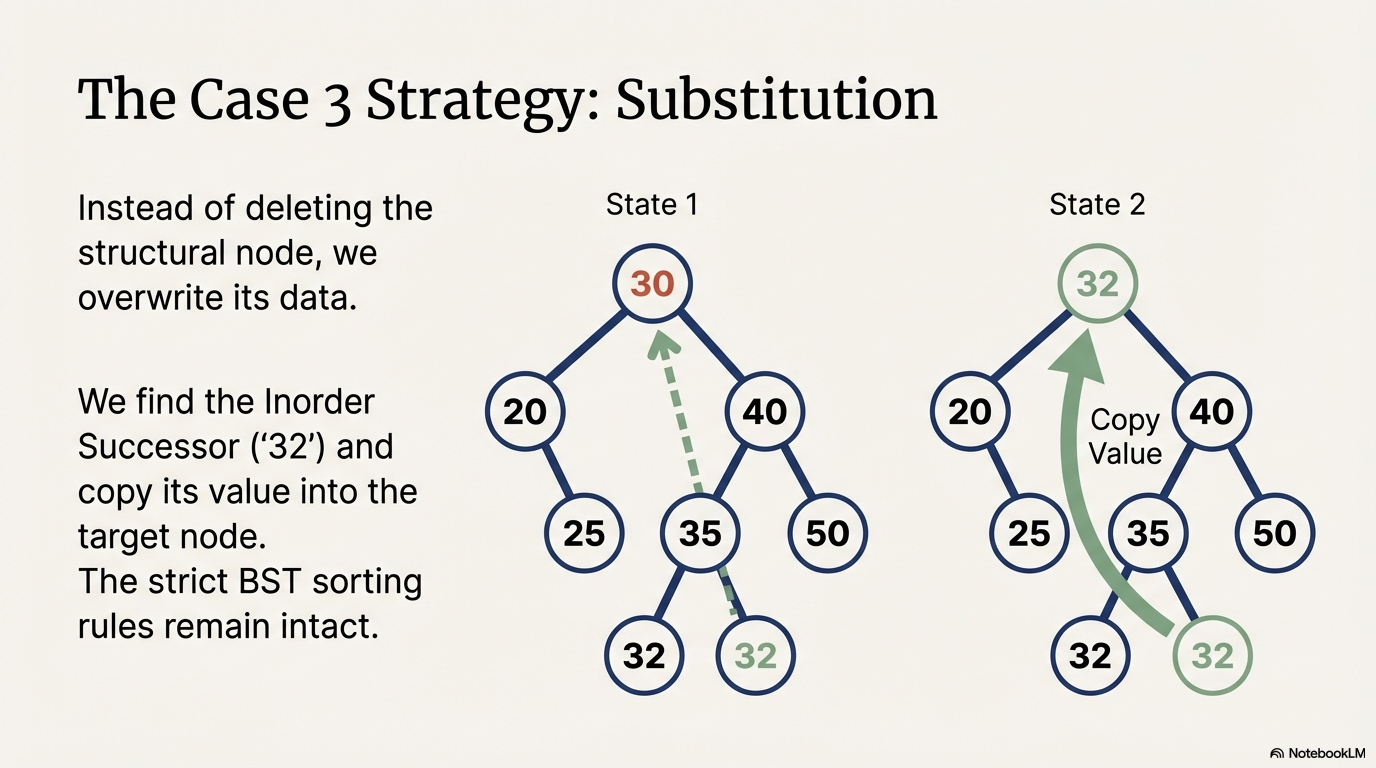 The Case 3 Strategy: Substitution
Instead of deleting the
structural node, we
overwrite its data.
We find the Inorder
Successor (‘32’) and
copy its value into the
target node.
The strict BST sorting
rules remain intact.
State 1
30
20
40
25
35
50
32
32
State 2
32
20
Copy
Value
40
25
35
50
32
32
NotebookLM